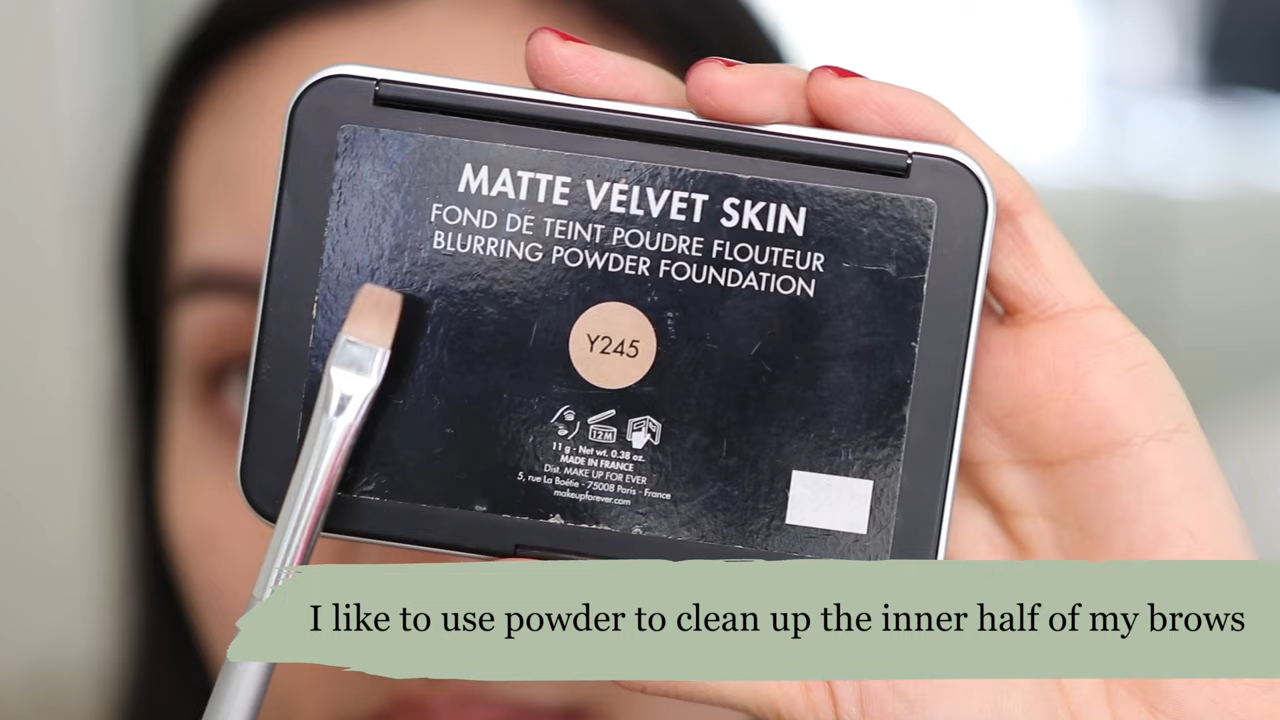 MATTE VELVET SKIN
FOND DE TEINT POUDRE FLOUTEUR
BLURRING POWDER FOUNDATION
Y245
12M
11 g - Net wt. 0.38 oz.
MADE IN FRANCE
Dist. MAKE UP FOR EVER
5, rue La Boétie - 75008 Paris - France
makeupforever.com
I like to use powder to clean up the inner half of my brows